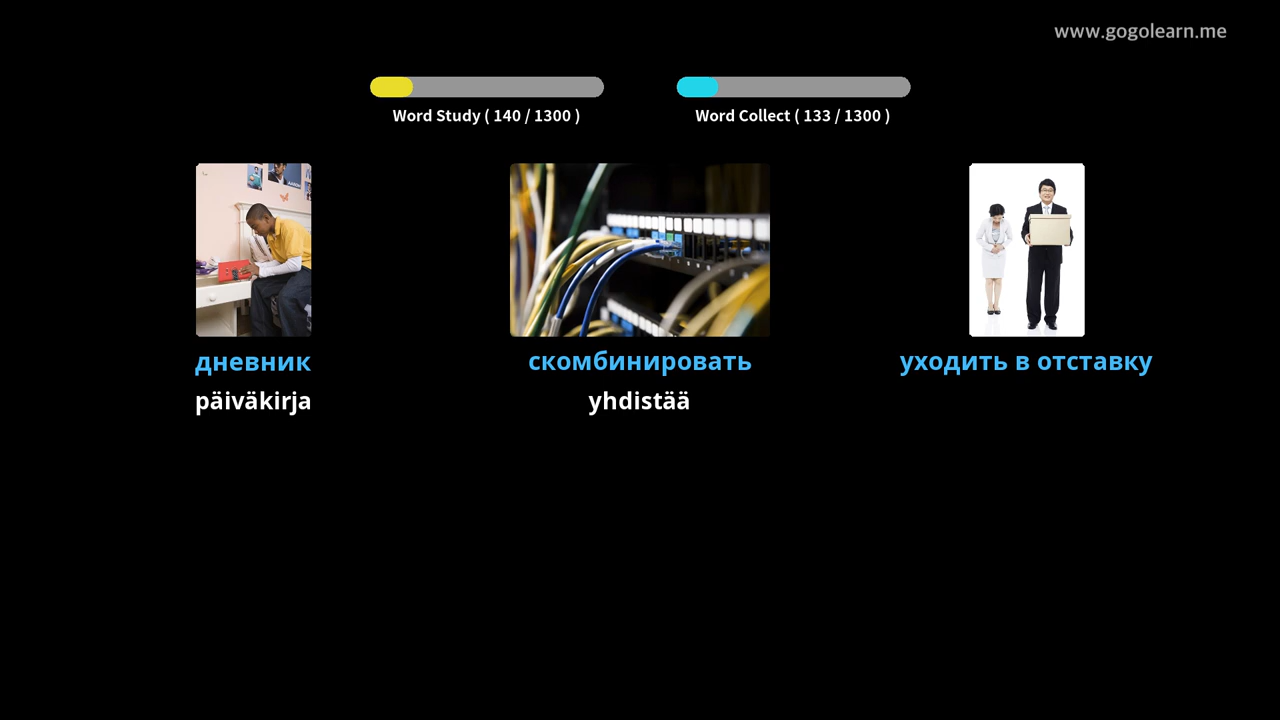 www.gogolearn.me
Word Study ( 140 / 1300 )
Word Collect ( 133 / 1300 )
дневник
скомбинировать
уходить в отставку
päiväkirja
yhdistää